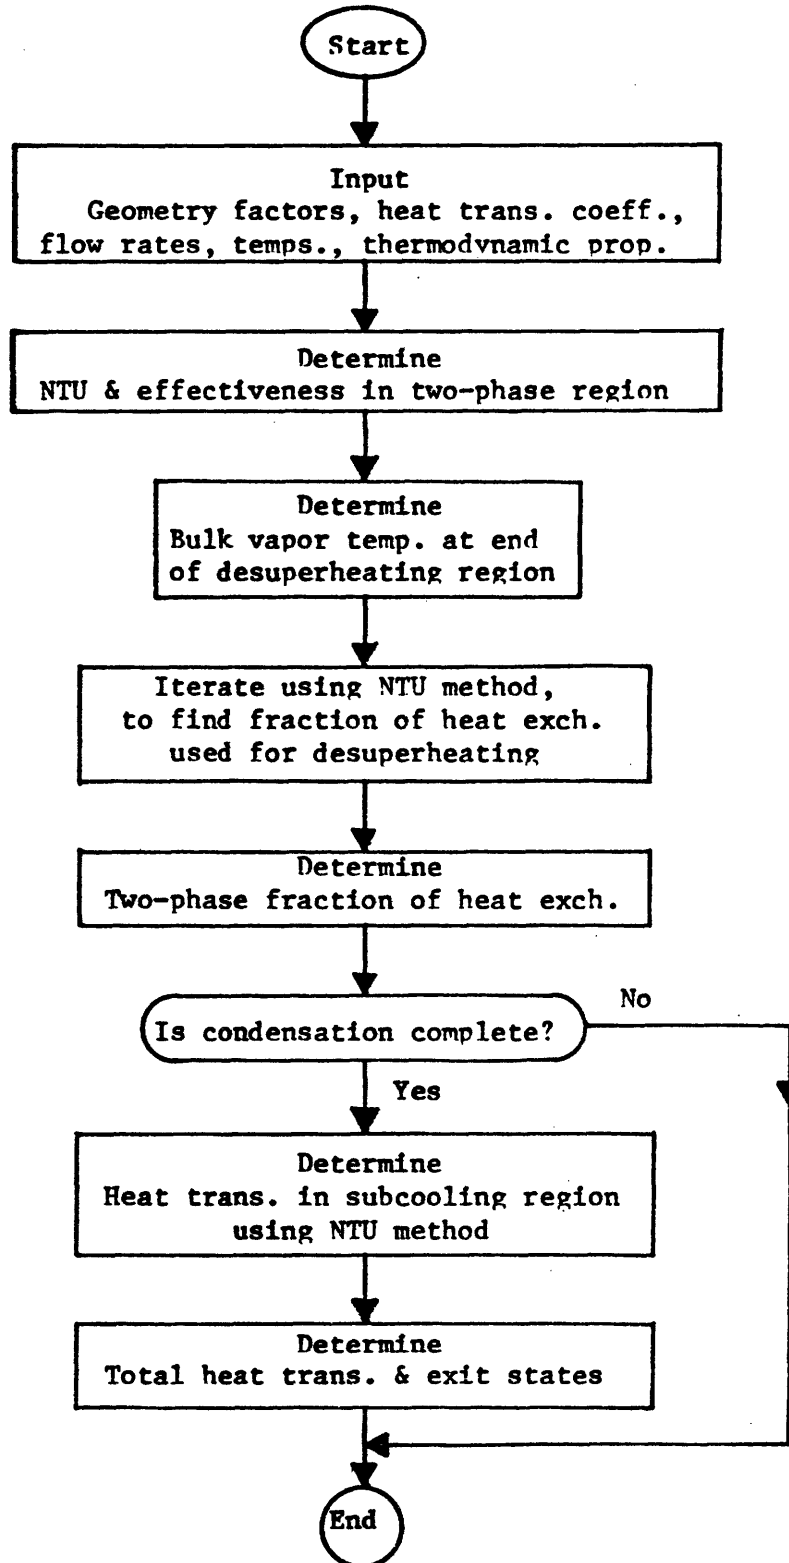 Start
Input
Geometry factors, heat trans. coeff.,
flow rates, temps., thermodynamic prop.
Determine
NTU & effectiveness in two-phase region
Determine
Bulk vapor temp. at end
of desuperheating region
Iterate using NTU method,
to find fraction of heat exch.
used for desuperheating
Determine
Two-phase fraction of heat exch.
Is condensation complete?
No
Yes
Determine
Heat trans. in subcooling region
using NTU method
Determine
Total heat trans. & exit states
End